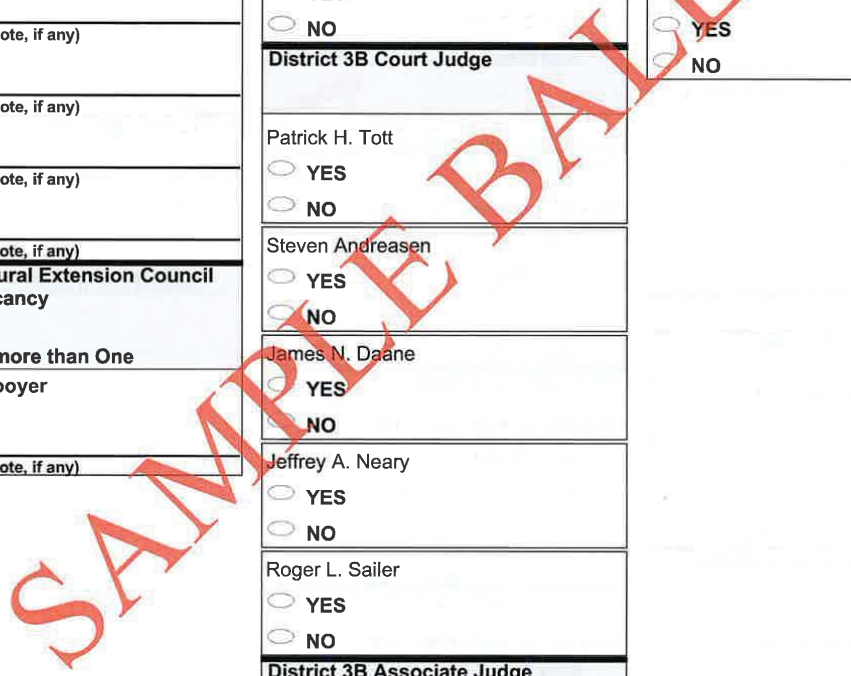 ote, if any)
ote, if any)
ote, if any)
ote, if any)
ural Extension Council
cancy
more than One
ooyer
ote, if any)
NO
District 3B Court Judge
Patrick H. Tott
YES
NO
Steven Andreasen
YES
NO
James N. Daane
YES
NO
Jeffrey A. Neary
YES
NO
Roger L. Sailer
YES
NO
District 3B Associate Judge
YES
NO
SAMPLE BALL